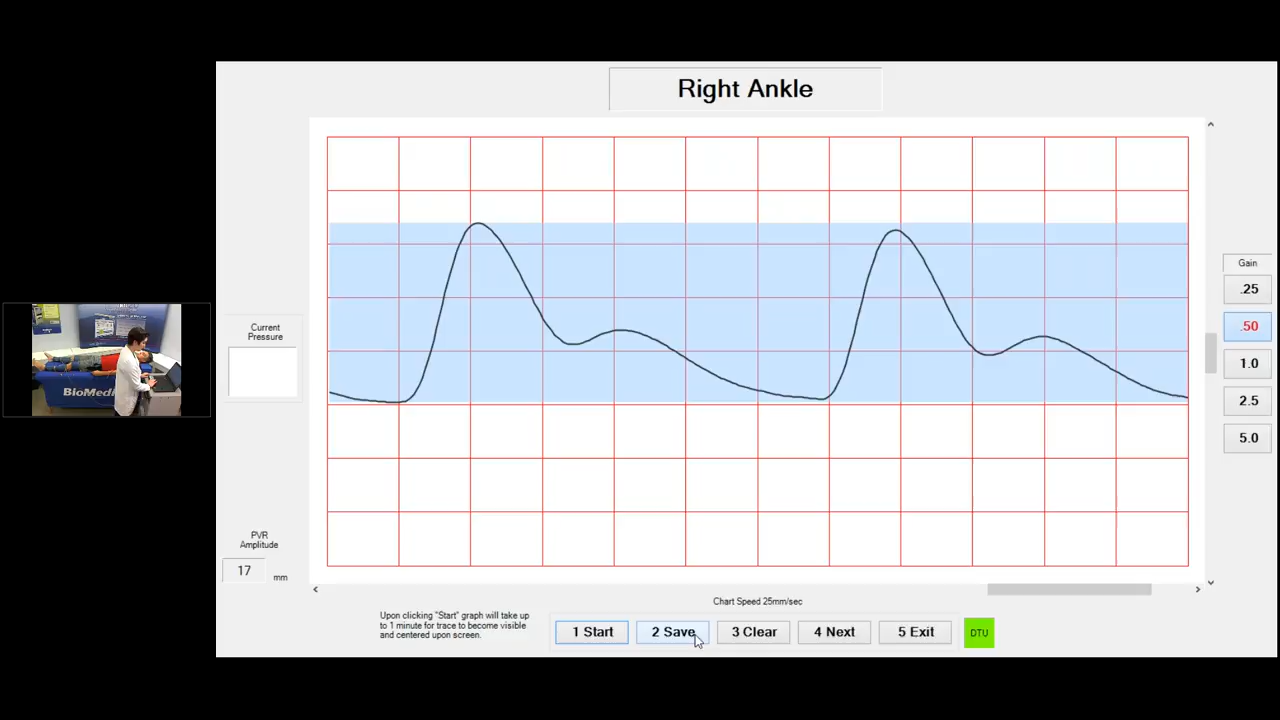 Right Ankle
Gain
.25
.50
1.0
2.5
5.0
Current
Pressure
BioMedi
PVR
Amplitude
17
mm
Chart Speed 25mm/sec
Upon clicking "Start" graph will take up
to 1 minute for trace to become visible
and centered upon screen.
1 Start
2 Save
3 Clear
4 Next
5 Exit
DTU